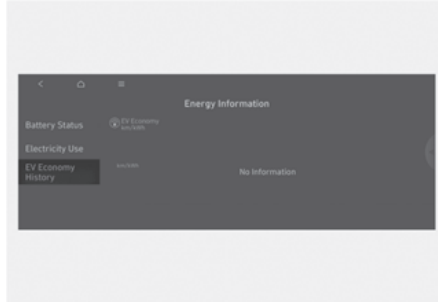 Energy Information
Battery Status
EV Economy
km/kWh
Electricity Use
EV Economy
History
km/kWh
No Information